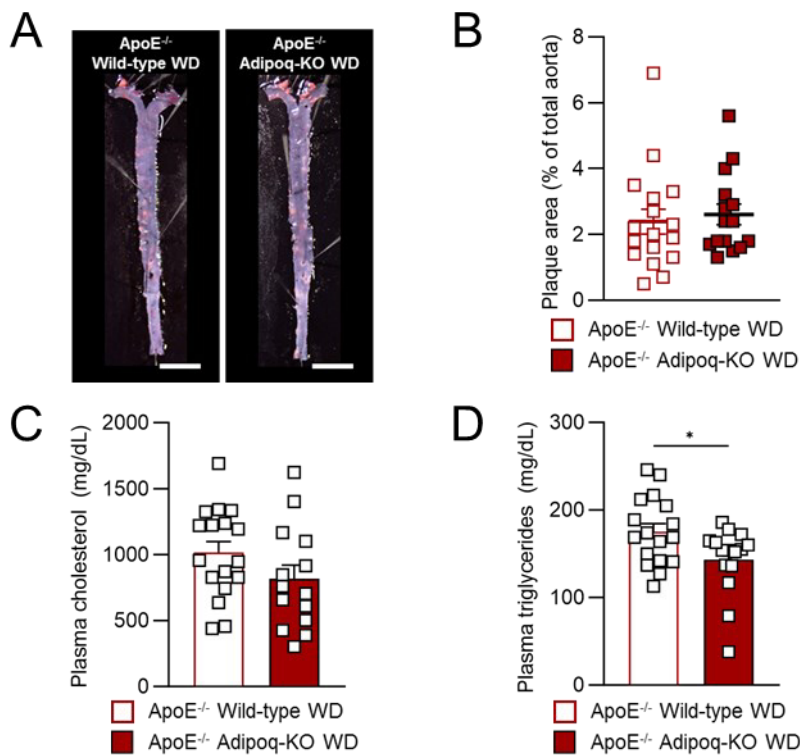 A
ApoE⁻/⁻
Wild-type WD
ApoE⁻/⁻
Adipoq-KO WD
B
Plaque area (% of total aorta)
8
6
4
2
0
ApoE⁻/⁻ Wild-type WD
ApoE⁻/⁻ Adipoq-KO WD
C
Plasma cholesterol (mg/dL)
2000
1500
1000
500
0
ApoE⁻/⁻ Wild-type WD
ApoE⁻/⁻ Adipoq-KO WD
D
Plasma triglycerides (mg/dL)
300
200
100
0
*
ApoE⁻/⁻ Wild-type WD
ApoE⁻/⁻ Adipoq-KO WD